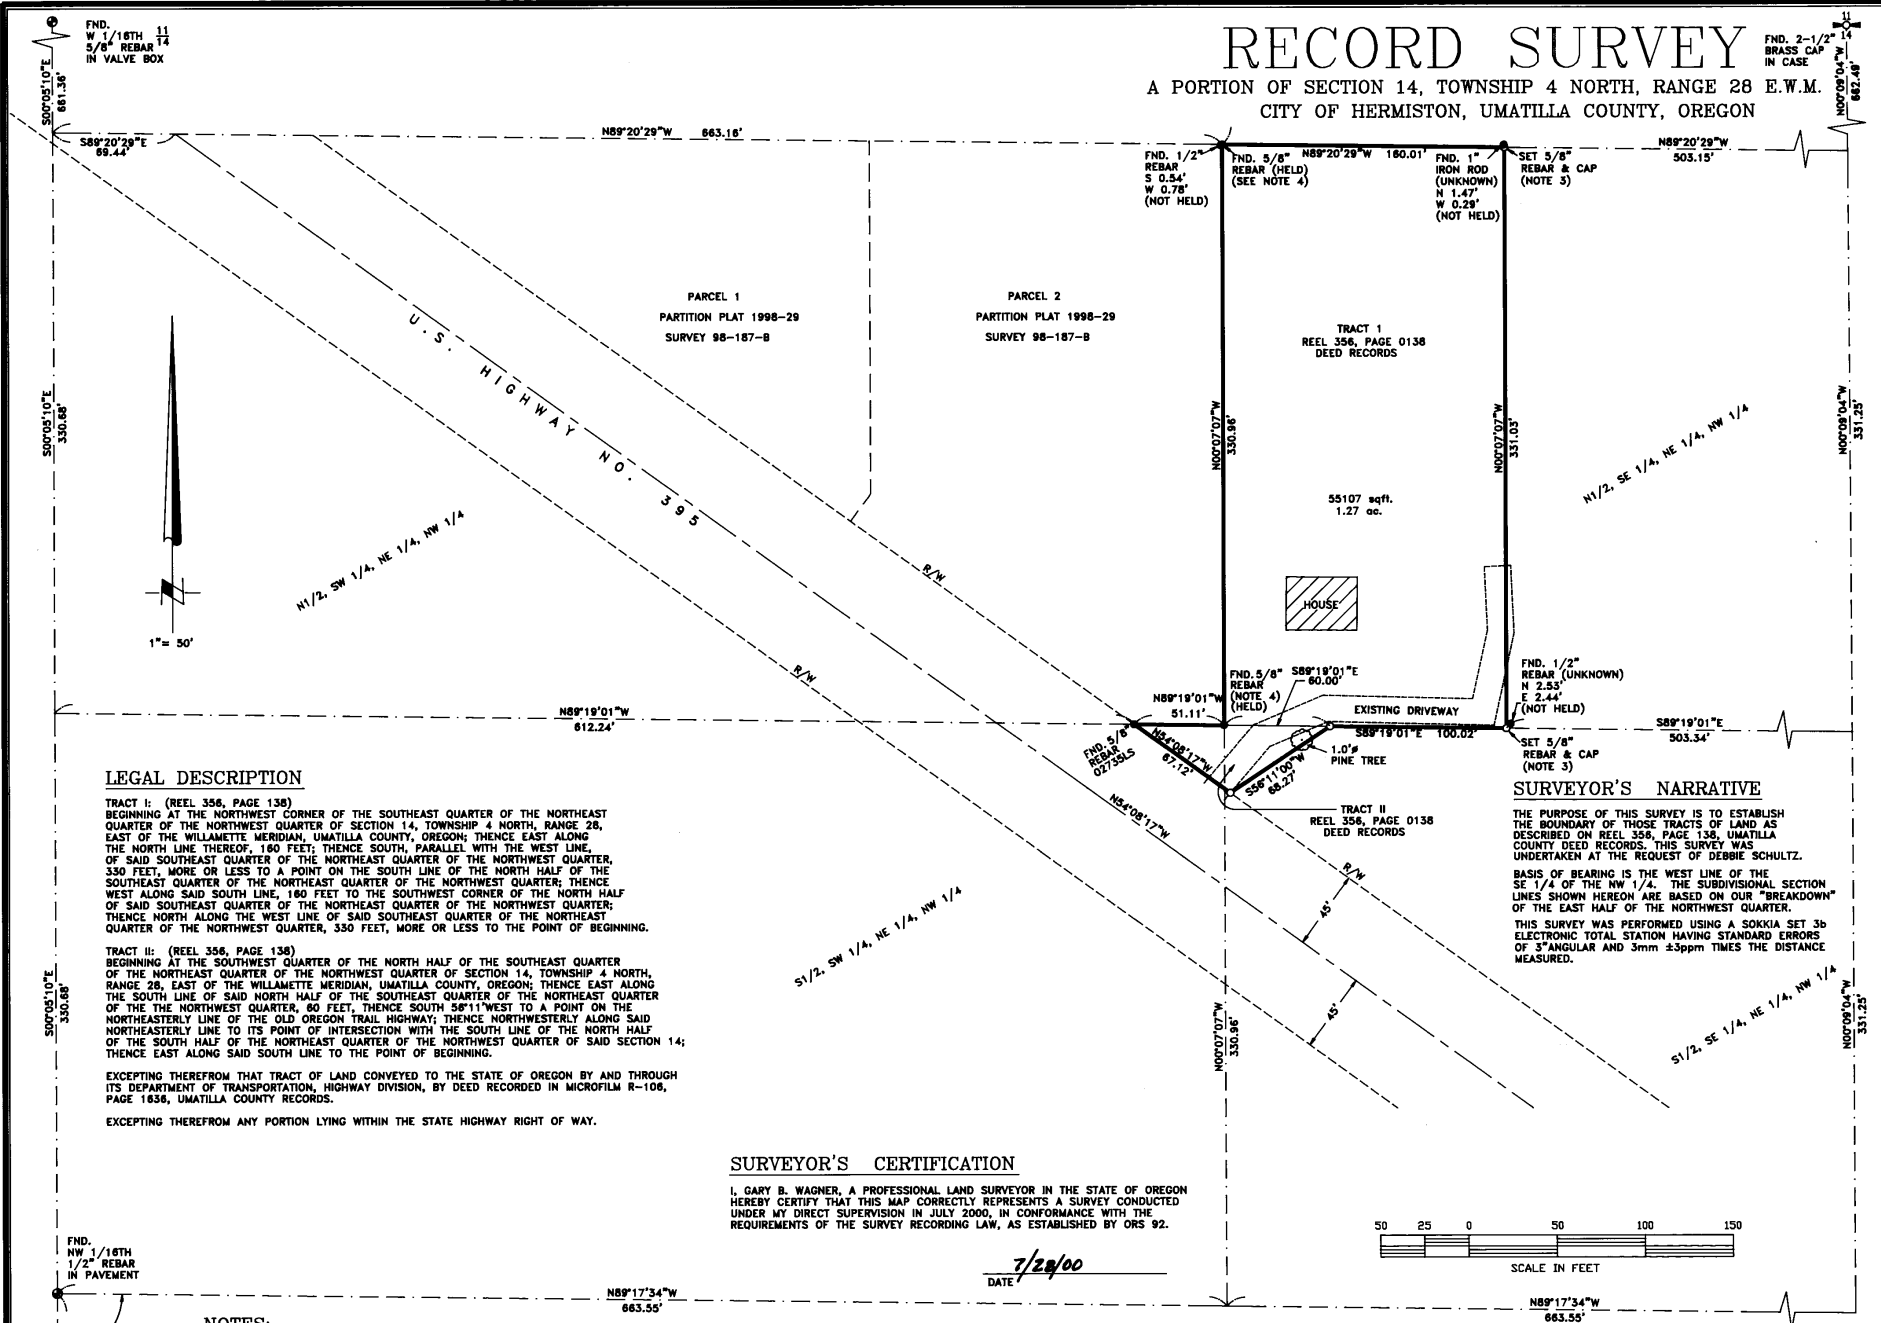 FND.
W 1/16TH 11
5/8" REBAR 14
IN VALVE BOX
RECORD SURVEY
A PORTION OF SECTION 14, TOWNSHIP 4 NORTH, RANGE 28 E.W.M.
CITY OF HERMISTON, UMATILLA COUNTY, OREGON
11
14
FND. 2-1/2"
BRASS CAP
IN CASE
N00°09'04"W
662.49'
S00°05'10"E
661.36'
S89°20'29"E
69.44'
N89°20'29"W 663.16'
FND. 1/2"
REBAR
S 0.54'
W 0.78'
(NOT HELD)
FND. 5/8"
REBAR (HELD)
(SEE NOTE 4)
N89°20'29"W 160.01'
FND. 1"
IRON ROD
(UNKNOWN)
N 1.47'
W 0.29'
(NOT HELD)
SET 5/8"
REBAR & CAP
(NOTE 3)
N89°20'29"W
503.15'
PARCEL 1
PARTITION PLAT 1998-29
SURVEY 98-187-B
PARCEL 2
PARTITION PLAT 1998-29
SURVEY 98-187-B
TRACT 1
REEL 356, PAGE 0138
DEED RECORDS
U.S. HIGHWAY NO. 395
S00°05'10"E
330.68'
N00°07'07"W
330.96'
N00°07'07"W
331.03'
N00°09'04"W
331.25'
N1/2, SE 1/4, NE 1/4, NW 1/4
55107 sqft.
1.27 ac.
N1/2, SW 1/4, NE 1/4, NW 1/4
R/W
HOUSE
1"= 50'
R/W
FND. 5/8"
REBAR
(NOTE 4)
(HELD)
S89°19'01"E
60.00'
FND. 1/2"
REBAR (UNKNOWN)
N 2.53'
E 2.44'
(NOT HELD)
N89°19'01"W
51.11'
N89°19'01"W
612.24'
EXISTING DRIVEWAY
S89°19'01"E 100.02'
S89°19'01"E
503.34'
FND. 5/8"
REBAR
02735LS
N54°08'17"W
67.12'
S56°11'00"W
68.27'
1.0'ø
PINE TREE
SET 5/8"
REBAR & CAP
(NOTE 3)
N54°08'17"W
TRACT II
REEL 356, PAGE 0138
DEED RECORDS
R/W
45'
45'
LEGAL DESCRIPTION
TRACT I: (REEL 356, PAGE 138)
BEGINNING AT THE NORTHWEST CORNER OF THE SOUTHEAST QUARTER OF THE NORTHEAST
QUARTER OF THE NORTHWEST QUARTER OF SECTION 14, TOWNSHIP 4 NORTH, RANGE 28,
EAST OF THE WILLAMETTE MERIDIAN, UMATILLA COUNTY, OREGON; THENCE EAST ALONG
THE NORTH LINE THEREOF, 160 FEET; THENCE SOUTH, PARALLEL WITH THE WEST LINE,
OF SAID SOUTHEAST QUARTER OF THE NORTHEAST QUARTER OF THE NORTHWEST QUARTER,
330 FEET, MORE OR LESS TO A POINT ON THE SOUTH LINE OF THE NORTH HALF OF THE
SOUTHEAST QUARTER OF THE NORTHEAST QUARTER OF THE NORTHWEST QUARTER; THENCE
WEST ALONG SAID SOUTH LINE, 160 FEET TO THE SOUTHWEST CORNER OF THE NORTH HALF
OF SAID SOUTHEAST QUARTER OF THE NORTHEAST QUARTER OF THE NORTHWEST QUARTER;
THENCE NORTH ALONG THE WEST LINE OF SAID SOUTHEAST QUARTER OF THE NORTHEAST
QUARTER OF THE NORTHWEST QUARTER, 330 FEET, MORE OR LESS TO THE POINT OF BEGINNING.
TRACT II: (REEL 356, PAGE 138)
BEGINNING AT THE SOUTHWEST QUARTER OF THE NORTH HALF OF THE SOUTHEAST QUARTER
OF THE NORTHEAST QUARTER OF THE NORTHWEST QUARTER OF SECTION 14, TOWNSHIP 4 NORTH,
RANGE 28, EAST OF THE WILLAMETTE MERIDIAN, UMATILLA COUNTY, OREGON; THENCE EAST ALONG
THE SOUTH LINE OF SAID NORTH HALF OF THE SOUTHEAST QUARTER OF THE NORTHEAST QUARTER
OF THE THE NORTHWEST QUARTER, 60 FEET, THENCE SOUTH 56°11'WEST TO A POINT ON THE
NORTHEASTERLY LINE OF THE OLD OREGON TRAIL HIGHWAY; THENCE NORTHWESTERLY ALONG SAID
NORTHEASTERLY LINE TO ITS POINT OF INTERSECTION WITH THE SOUTH LINE OF THE NORTH HALF
OF THE SOUTH HALF OF THE NORTHEAST QUARTER OF THE NORTHWEST QUARTER OF SAID SECTION 14;
THENCE EAST ALONG SAID SOUTH LINE TO THE POINT OF BEGINNING.
EXCEPTING THEREFROM THAT TRACT OF LAND CONVEYED TO THE STATE OF OREGON BY AND THROUGH
ITS DEPARTMENT OF TRANSPORTATION, HIGHWAY DIVISION, BY DEED RECORDED IN MICROFILM R-106,
PAGE 1636, UMATILLA COUNTY RECORDS.
EXCEPTING THEREFROM ANY PORTION LYING WITHIN THE STATE HIGHWAY RIGHT OF WAY.
S00°05'10"E
330.68'
S1/2, SW 1/4, NE 1/4, NW 1/4
N00°07'07"W
330.96'
SURVEYOR'S NARRATIVE
THE PURPOSE OF THIS SURVEY IS TO ESTABLISH
THE BOUNDARY OF THOSE TRACTS OF LAND AS
DESCRIBED ON REEL 356, PAGE 138, UMATILLA
COUNTY DEED RECORDS. THIS SURVEY WAS
UNDERTAKEN AT THE REQUEST OF DEBBIE SCHULTZ.
BASIS OF BEARING IS THE WEST LINE OF THE
SE 1/4 OF THE NW 1/4. THE SUBDIVISIONAL SECTION
LINES SHOWN HEREON ARE BASED ON OUR "BREAKDOWN"
OF THE EAST HALF OF THE NORTHWEST QUARTER.
THIS SURVEY WAS PERFORMED USING A SOKKIA SET 3b
ELECTRONIC TOTAL STATION HAVING STANDARD ERRORS
OF 3"ANGULAR AND 3mm ±3ppm TIMES THE DISTANCE
MEASURED.
S1/2, SE 1/4, NE 1/4, NW 1/4
N00°09'04"W
331.25'
SURVEYOR'S CERTIFICATION
I, GARY B. WAGNER, A PROFESSIONAL LAND SURVEYOR IN THE STATE OF OREGON
HEREBY CERTIFY THAT THIS MAP CORRECTLY REPRESENTS A SURVEY CONDUCTED
UNDER MY DIRECT SUPERVISION IN JULY 2000, IN CONFORMANCE WITH THE
REQUIREMENTS OF THE SURVEY RECORDING LAW, AS ESTABLISHED BY ORS 92.
7/28/00
DATE
50 25 0 50 100 150
SCALE IN FEET
FND.
NW 1/16TH
1/2" REBAR
IN PAVEMENT
N89°17'34"W
663.55'
N89°17'34"W
663.55'
NOTES: